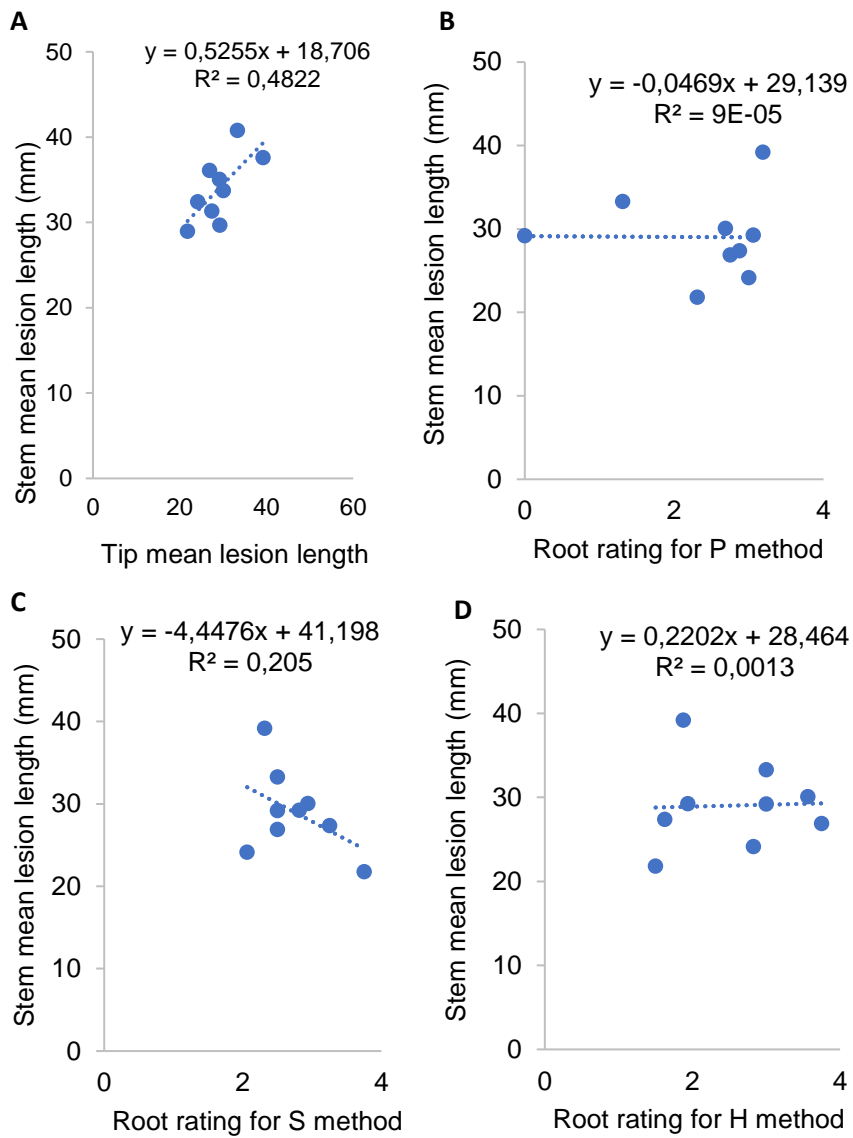 A
y = 0,5255x + 18,706
R² = 0,4822
50
40
30
20
10
0
0
20
40
60
Stem mean lesion length (mm)
Tip mean lesion length
B
y = -0,0469x + 29,139
R² = 9E-05
50
40
30
20
10
0
0
2
4
Stem mean lesion length (mm)
Root rating for P method
C
y = -4,4476x + 41,198
R² = 0,205
50
40
30
20
10
0
0
2
4
Stem mean lesion length (mm)
Root rating for S method
D
y = 0,2202x + 28,464
R² = 0,0013
50
40
30
20
10
0
0
2
4
Stem mean lesion length (mm)
Root rating for H method